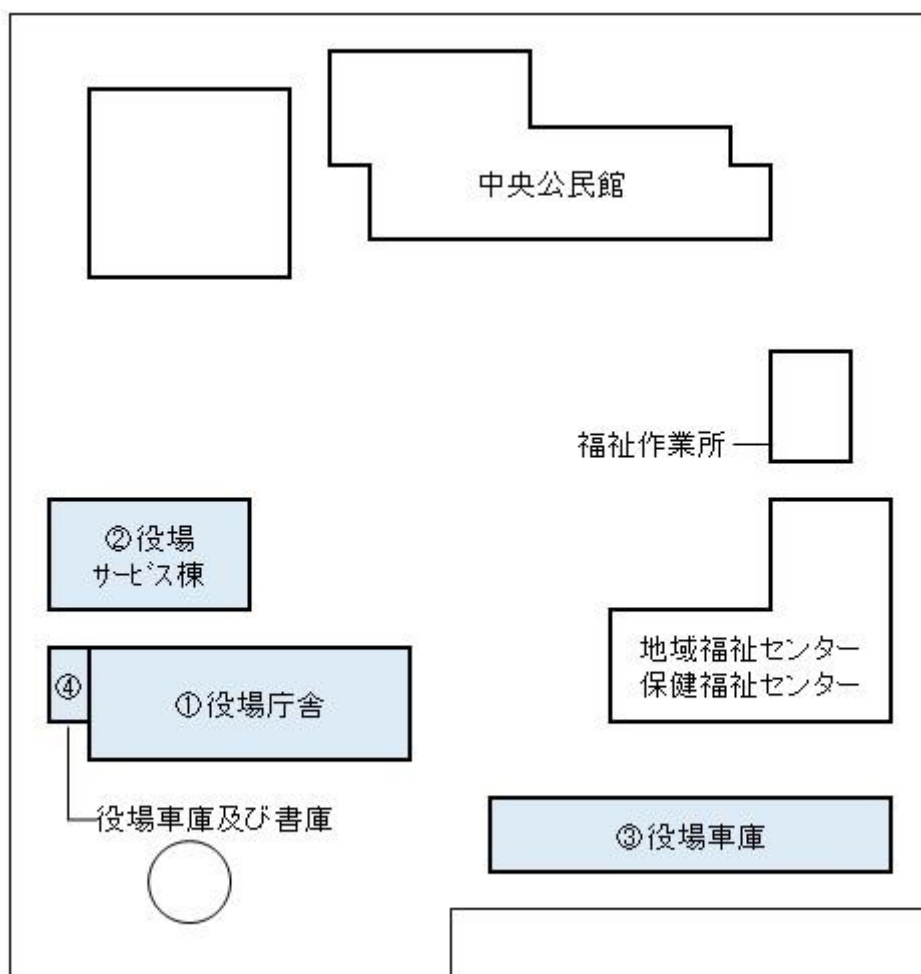 中央公民館
福祉作業所
②役場
サービス棟
地域福祉センター
保健福祉センター
④
①役場庁舎
役場車庫及び書庫
③役場車庫